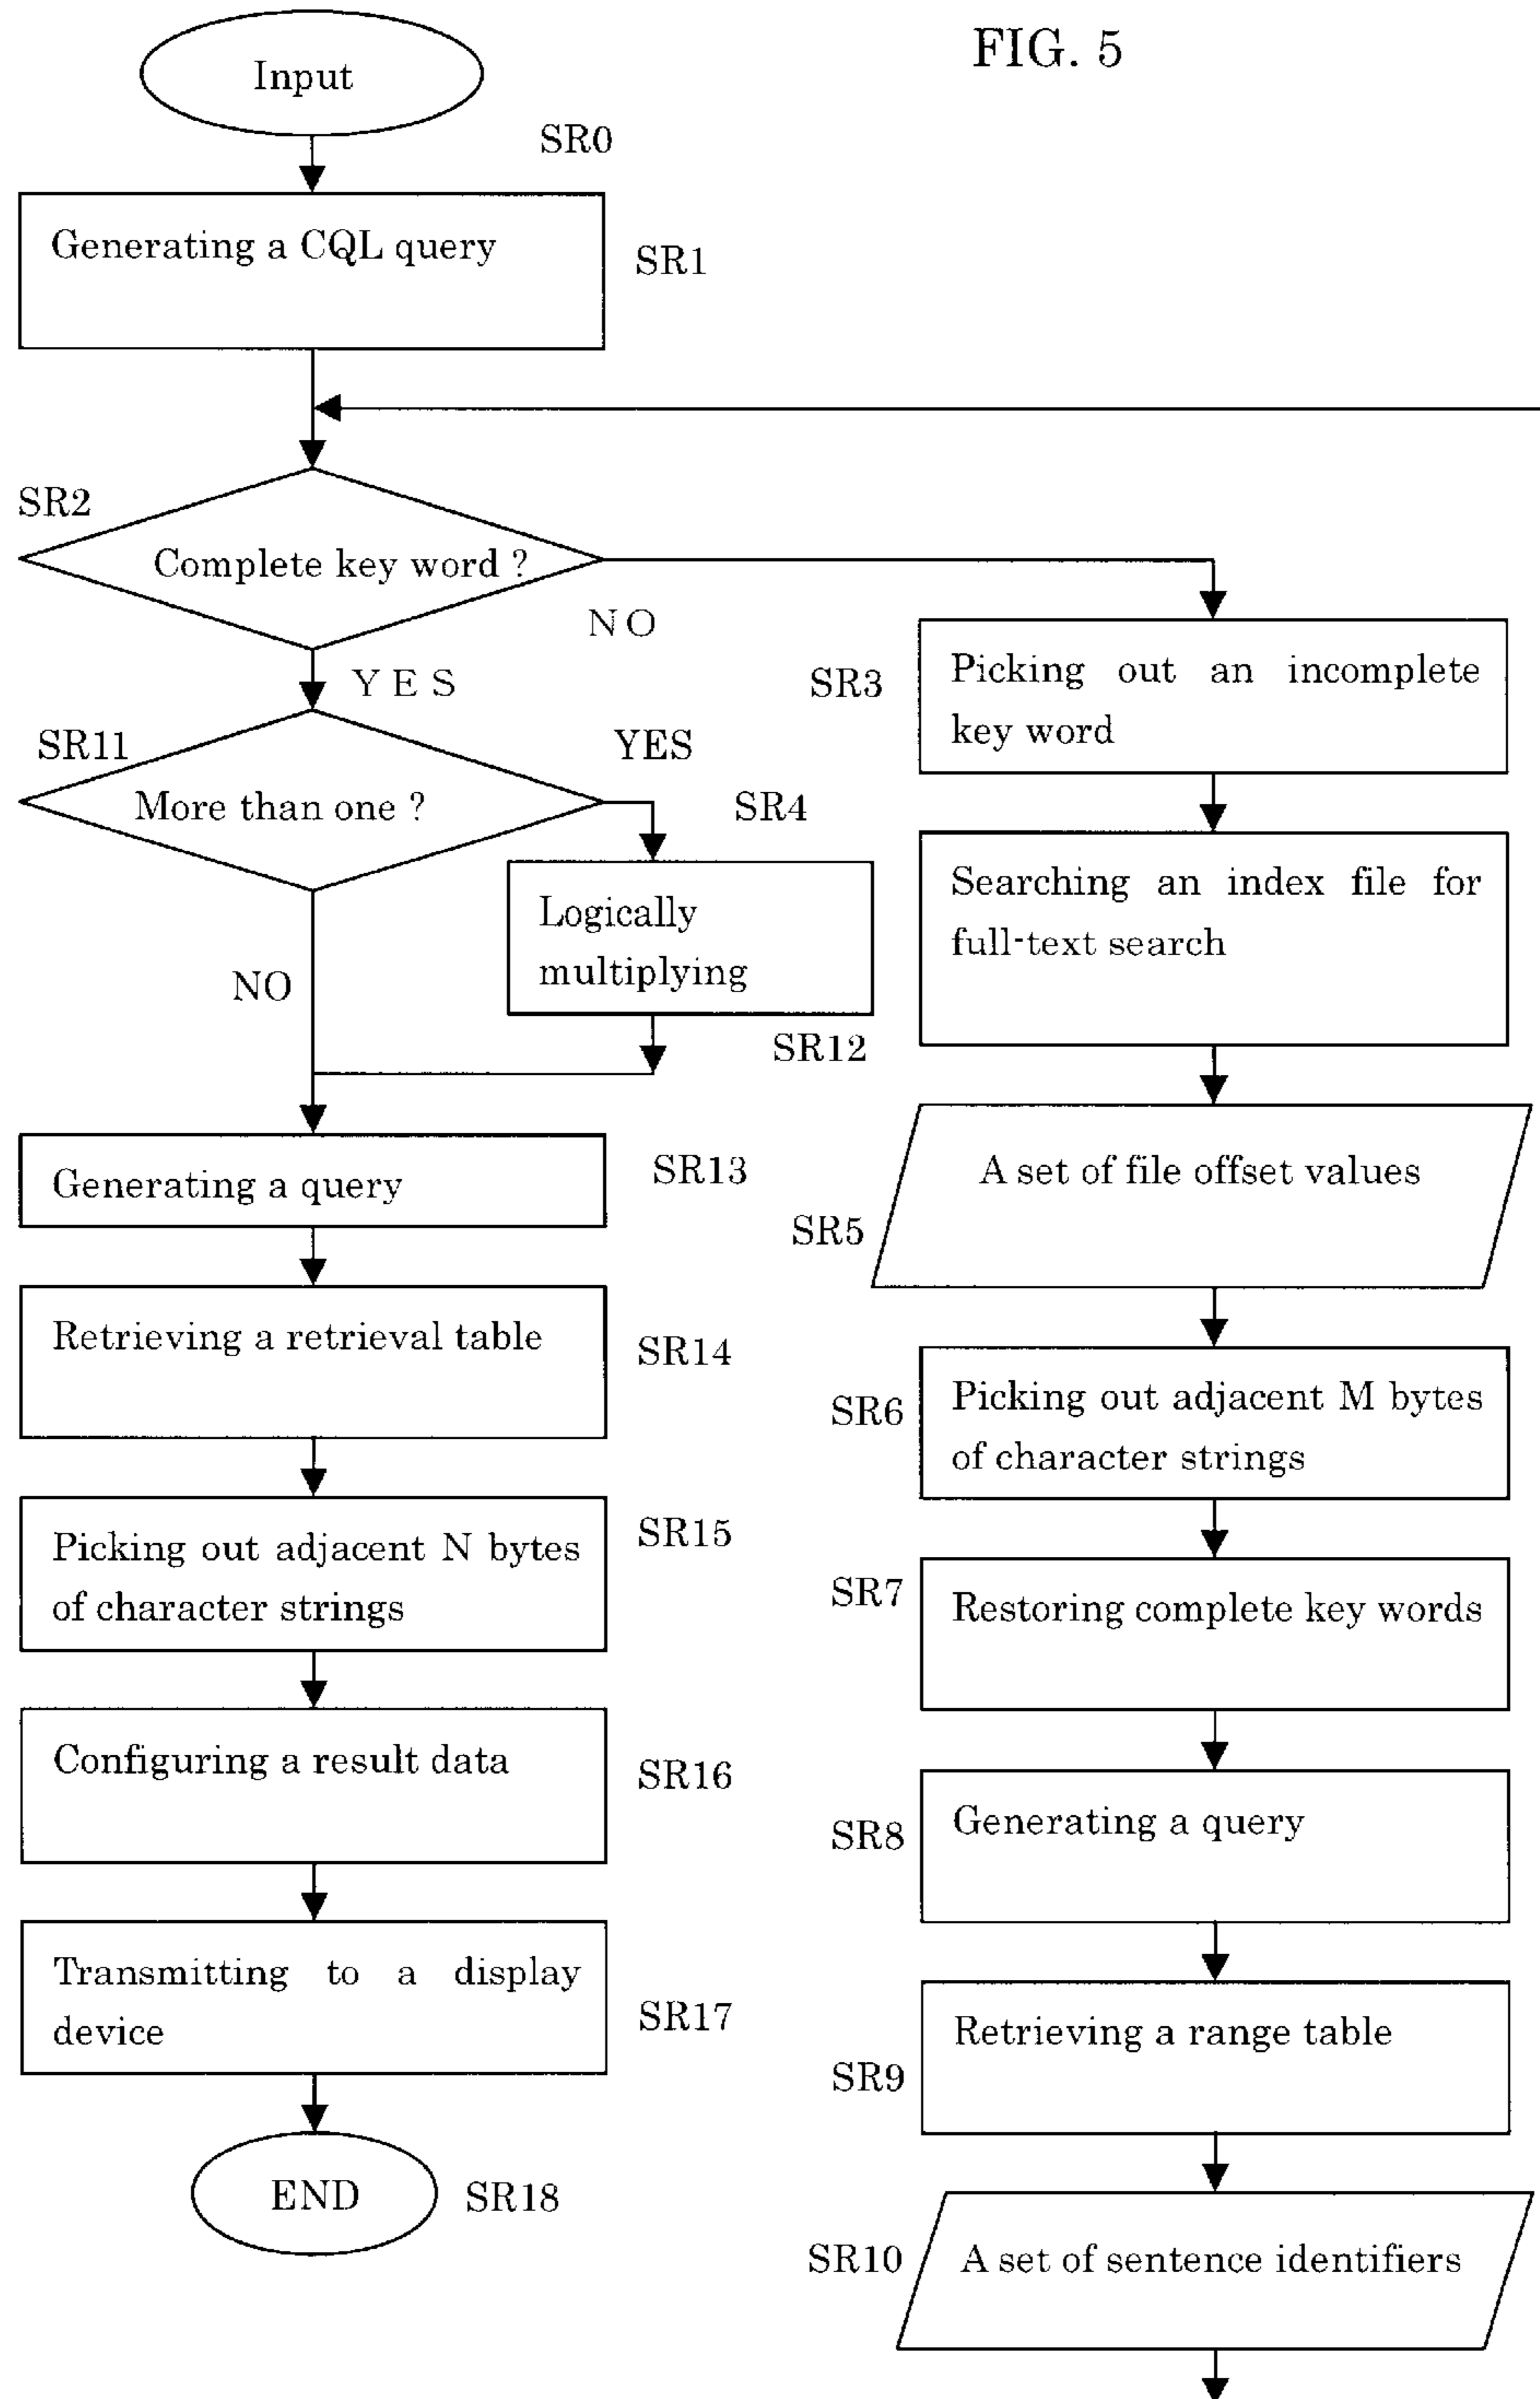 FIG. 5
Input
SR0
Generating a CQL query
SR1
SR2
Complete key word ?
NO
YES
SR11
More than one ?
YES
NO
SR4
Logically
multiplying
SR12
Generating a query
SR13
Retrieving a retrieval table
SR14
Picking out adjacent N bytes
of character strings
SR15
Configuring a result data
SR16
Transmitting to a display
device
SR17
END
SR18
SR3
Picking out an incomplete
key word
Searching an index file for
full-text search
A set of file offset values
SR5
SR6
Picking out adjacent M bytes
of character strings
SR7
Restoring complete key words
SR8
Generating a query
Retrieving a range table
SR9
SR10
A set of sentence identifiers